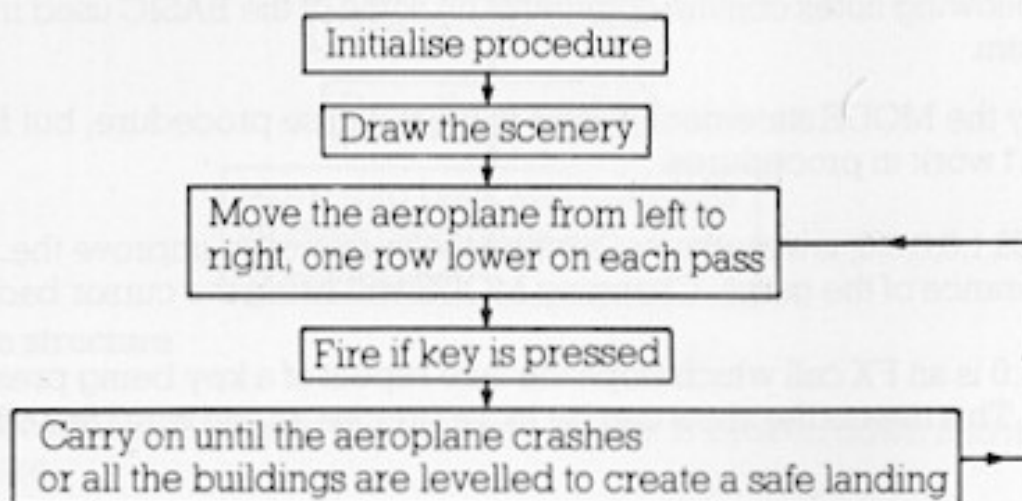 Initialise procedure
Draw the scenery
Move the aeroplane from left to
right, one row lower on each pass
Fire if key is pressed
Carry on until the aeroplane crashes
or all the buildings are levelled to create a safe landing